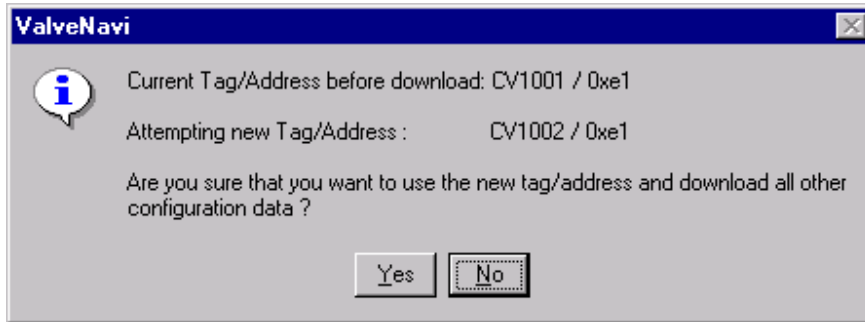 ValveNavi
Current Tag/Address before download: CV1001 / 0xe1
Attempting new Tag/Address : CV1002 / 0xe1
Are you sure that you want to use the new tag/address and download all other
configuration data ?
Yes No